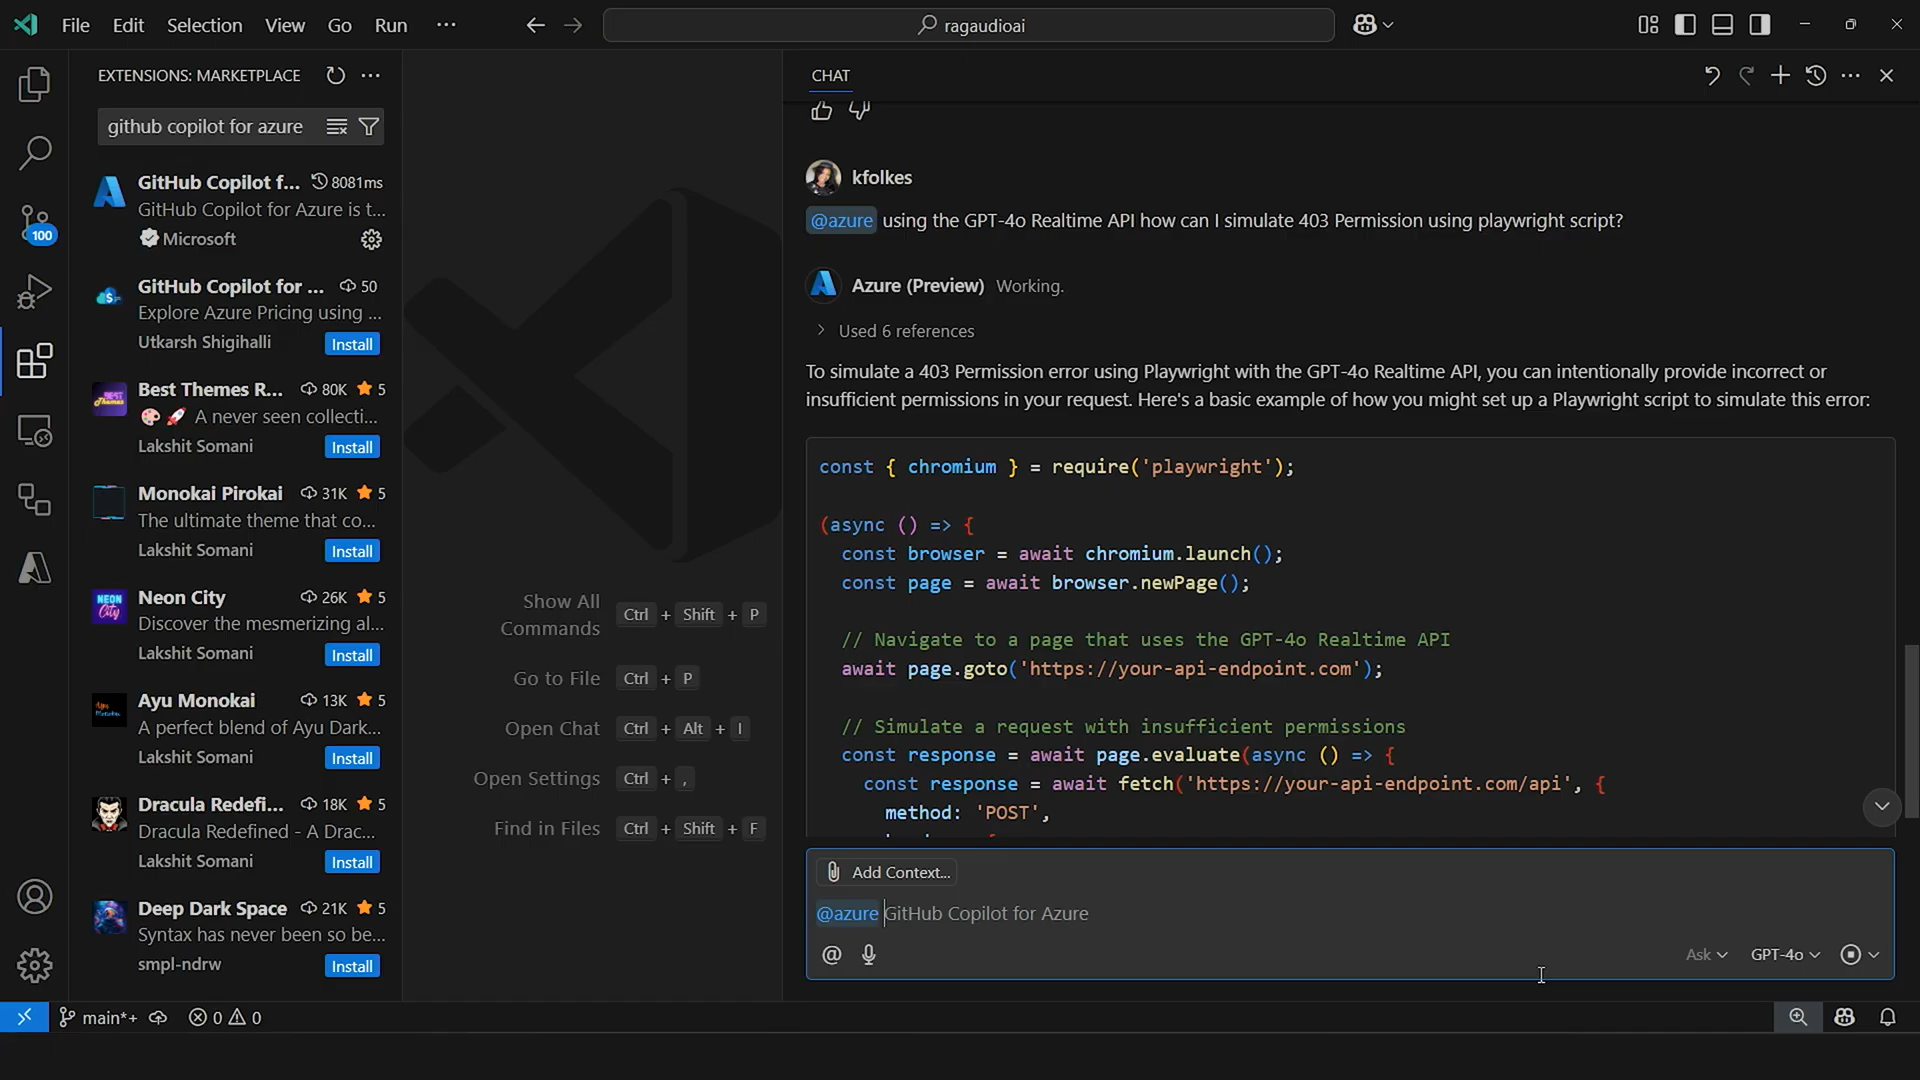 File Edit Selection View Go Run ···
ragaudioai
EXTENSIONS: MARKETPLACE
github copilot for azure
GitHub Copilot f... 8081ms
GitHub Copilot for Azure is t...
Microsoft
GitHub Copilot for ... 50
Explore Azure Pricing using ...
Utkarsh Shigihalli Install
Best Themes R... 80K 5
A never seen collecti...
Lakshit Somani Install
Monokai Pirokai 31K 5
The ultimate theme that co...
Lakshit Somani Install
Neon City 26K 5
Discover the mesmerizing al...
Lakshit Somani Install
Ayu Monokai 13K 5
A perfect blend of Ayu Dark...
Lakshit Somani Install
Dracula Redefi... 18K 5
Dracula Redefined - A Drac...
Lakshit Somani Install
Deep Dark Space 21K 5
Syntax has never been so be...
smpl-ndrw Install
100
Show All
Commands Ctrl + Shift + P
Go to File Ctrl + P
Open Chat Ctrl + Alt + I
Open Settings Ctrl + ,
Find in Files Ctrl + Shift + F
CHAT
kfolkes
@azure using the GPT-4o Realtime API how can I simulate 403 Permission using playwright script?
Azure (Preview) Working.
Used 6 references
To simulate a 403 Permission error using Playwright with the GPT-4o Realtime API, you can intentionally provide incorrect or
insufficient permissions in your request. Here's a basic example of how you might set up a Playwright script to simulate this error:
const { chromium } = require('playwright');
(async () => {
const browser = await chromium.launch();
const page = await browser.newPage();
// Navigate to a page that uses the GPT-4o Realtime API
await page.goto('https://your-api-endpoint.com');
// Simulate a request with insufficient permissions
const response = await page.evaluate(async () => {
const response = await fetch('https://your-api-endpoint.com/api', {
method: 'POST',
Add Context...
@azure GitHub Copilot for Azure
@ Ask GPT-4o
main*+ 0 0